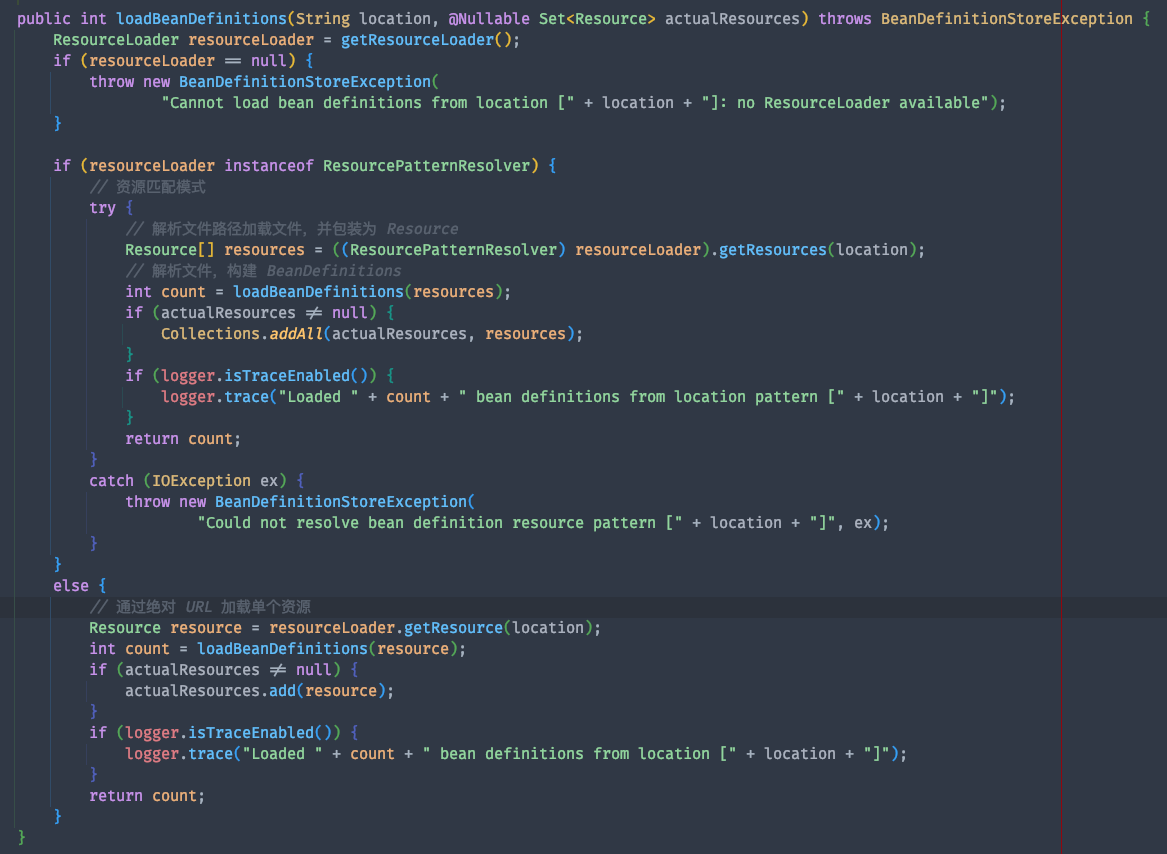 public int loadBeanDefinitions(String location, @Nullable Set<Resource> actualResources) throws BeanDefinitionStoreException {
    ResourceLoader resourceLoader = getResourceLoader();
    if (resourceLoader == null) {
        throw new BeanDefinitionStoreException(
                "Cannot load bean definitions from location [" + location + "]: no ResourceLoader available");
    }

    if (resourceLoader instanceof ResourcePatternResolver) {
        // 资源匹配模式
        try {
            // 解析文件路径加载文件，并包装为 Resource
            Resource[] resources = ((ResourcePatternResolver) resourceLoader).getResources(location);
            // 解析文件，构建 BeanDefinitions
            int count = loadBeanDefinitions(resources);
            if (actualResources != null) {
                Collections.addAll(actualResources, resources);
            }
            if (logger.isTraceEnabled()) {
                logger.trace("Loaded " + count + " bean definitions from location pattern [" + location + "]");
            }
            return count;
        }
        catch (IOException ex) {
            throw new BeanDefinitionStoreException(
                    "Could not resolve bean definition resource pattern [" + location + "]", ex);
        }
    }
    else {
        // 通过绝对 URL 加载单个资源
        Resource resource = resourceLoader.getResource(location);
        int count = loadBeanDefinitions(resource);
        if (actualResources != null) {
            actualResources.add(resource);
        }
        if (logger.isTraceEnabled()) {
            logger.trace("Loaded " + count + " bean definitions from location [" + location + "]");
        }
        return count;
    }
}